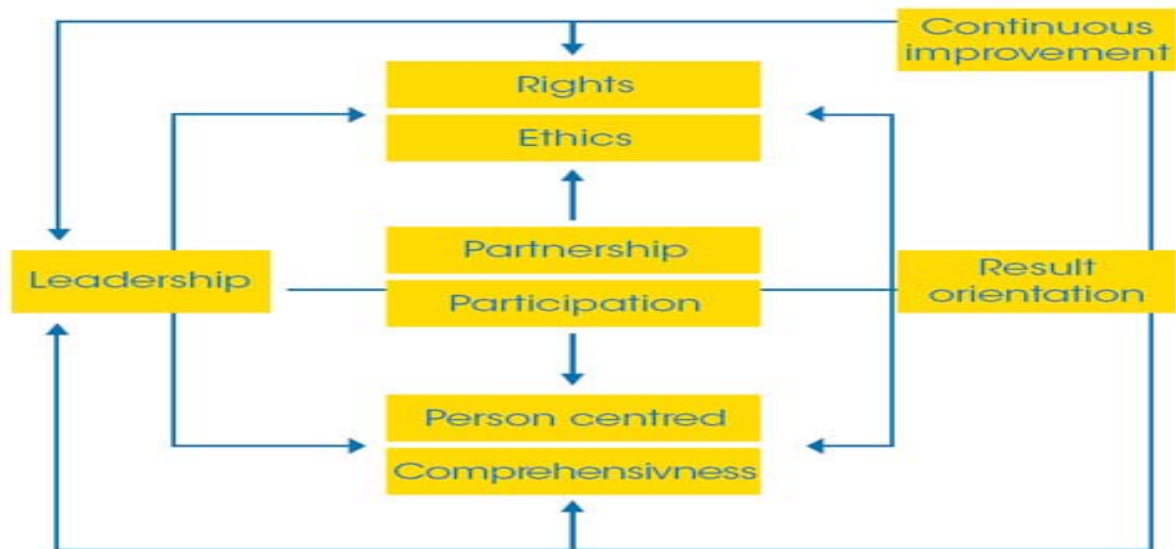 Continuous
improvement
Rights
Ethics
Partnership
Leadership
Result
orientation
Participation
Person centred
Comprehensivness